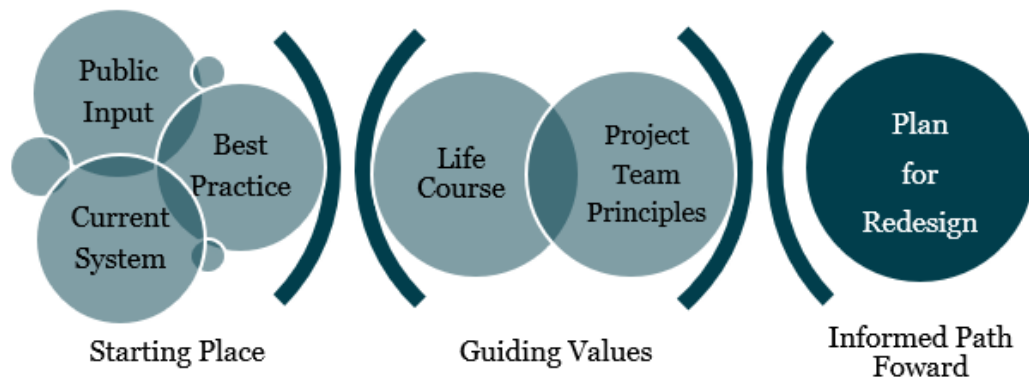 Public
Input
Best
Practice
Current
System
Starting Place
Life
Course
Project
Team
Principles
Guiding Values
Plan
for
Redesign
Informed Path
Foward